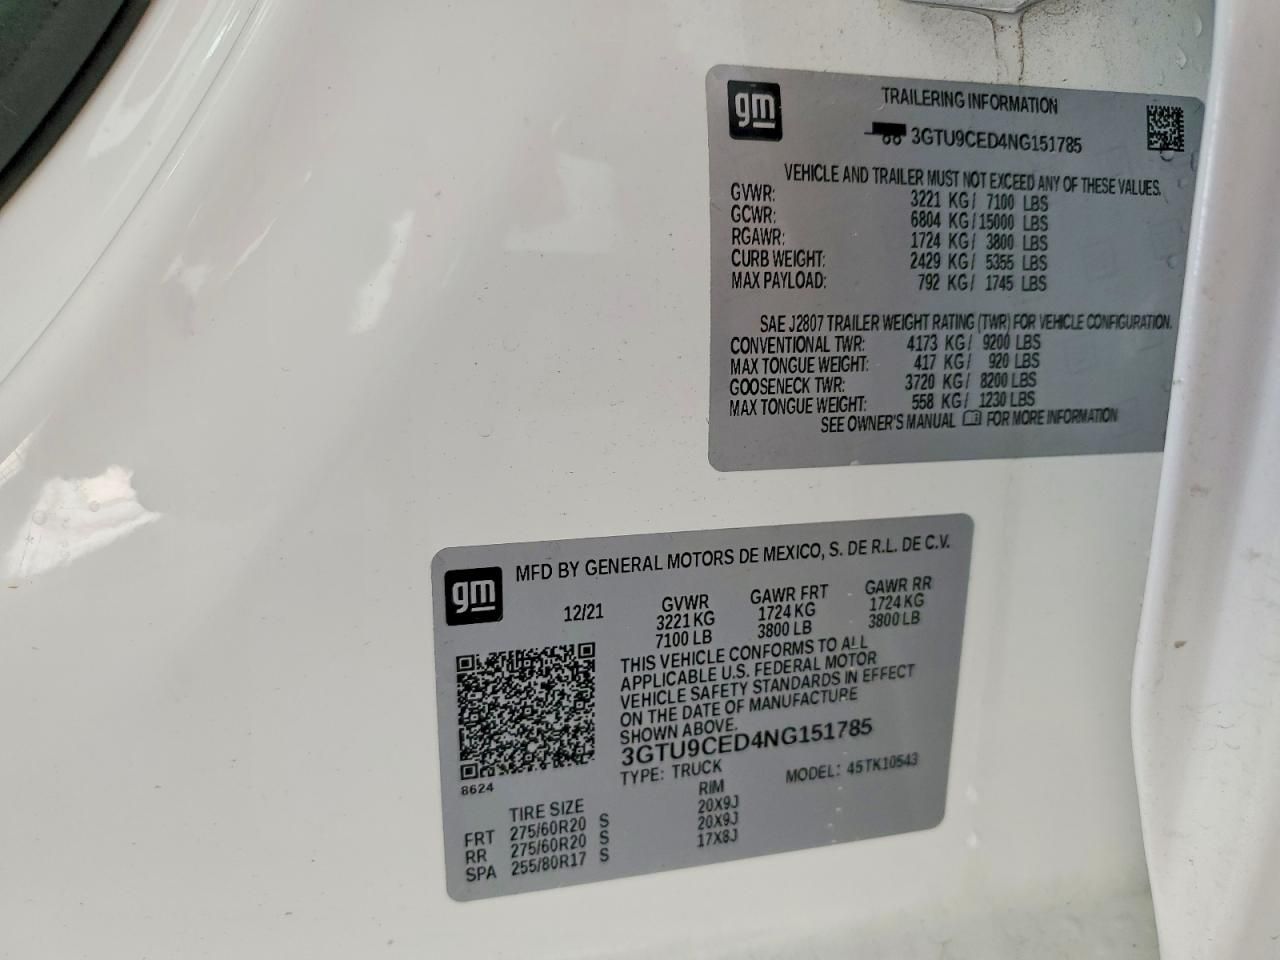 gm
TRAILERING INFORMATION
3GTU9CED4NG151785
VEHICLE AND TRAILER MUST NOT EXCEED ANY OF THESE VALUES.
GVWR: 3221 KG/ 7100 LBS
GCWR: 6804 KG/15000 LBS
RGAWR: 1724 KG/ 3800 LBS
CURB WEIGHT: 2429 KG/ 5355 LBS
MAX PAYLOAD: 792 KG/ 1745 LBS
SAE J2807 TRAILER WEIGHT RATING (TWR) FOR VEHICLE CONFIGURATION.
CONVENTIONAL TWR: 4173 KG/ 9200 LBS
MAX TONGUE WEIGHT: 417 KG/ 920 LBS
GOOSENECK TWR: 3720 KG/ 8200 LBS
MAX TONGUE WEIGHT: 558 KG/ 1230 LBS
SEE OWNER'S MANUAL FOR MORE INFORMATION
gm
MFD BY GENERAL MOTORS DE MEXICO, S. DE R.L. DE C.V.
12/21
GVWR GAWR FRT GAWR RR
3221 KG 1724 KG 1724 KG
7100 LB 3800 LB 3800 LB
THIS VEHICLE CONFORMS TO ALL
APPLICABLE U.S. FEDERAL MOTOR
VEHICLE SAFETY STANDARDS IN EFFECT
ON THE DATE OF MANUFACTURE
SHOWN ABOVE.
3GTU9CED4NG151785
TYPE: TRUCK MODEL: 45TK10543
8624
TIRE SIZE RIM
FRT 275/60R20 S 20X9J
RR 275/60R20 S 20X9J
SPA 255/80R17 S 17X8J